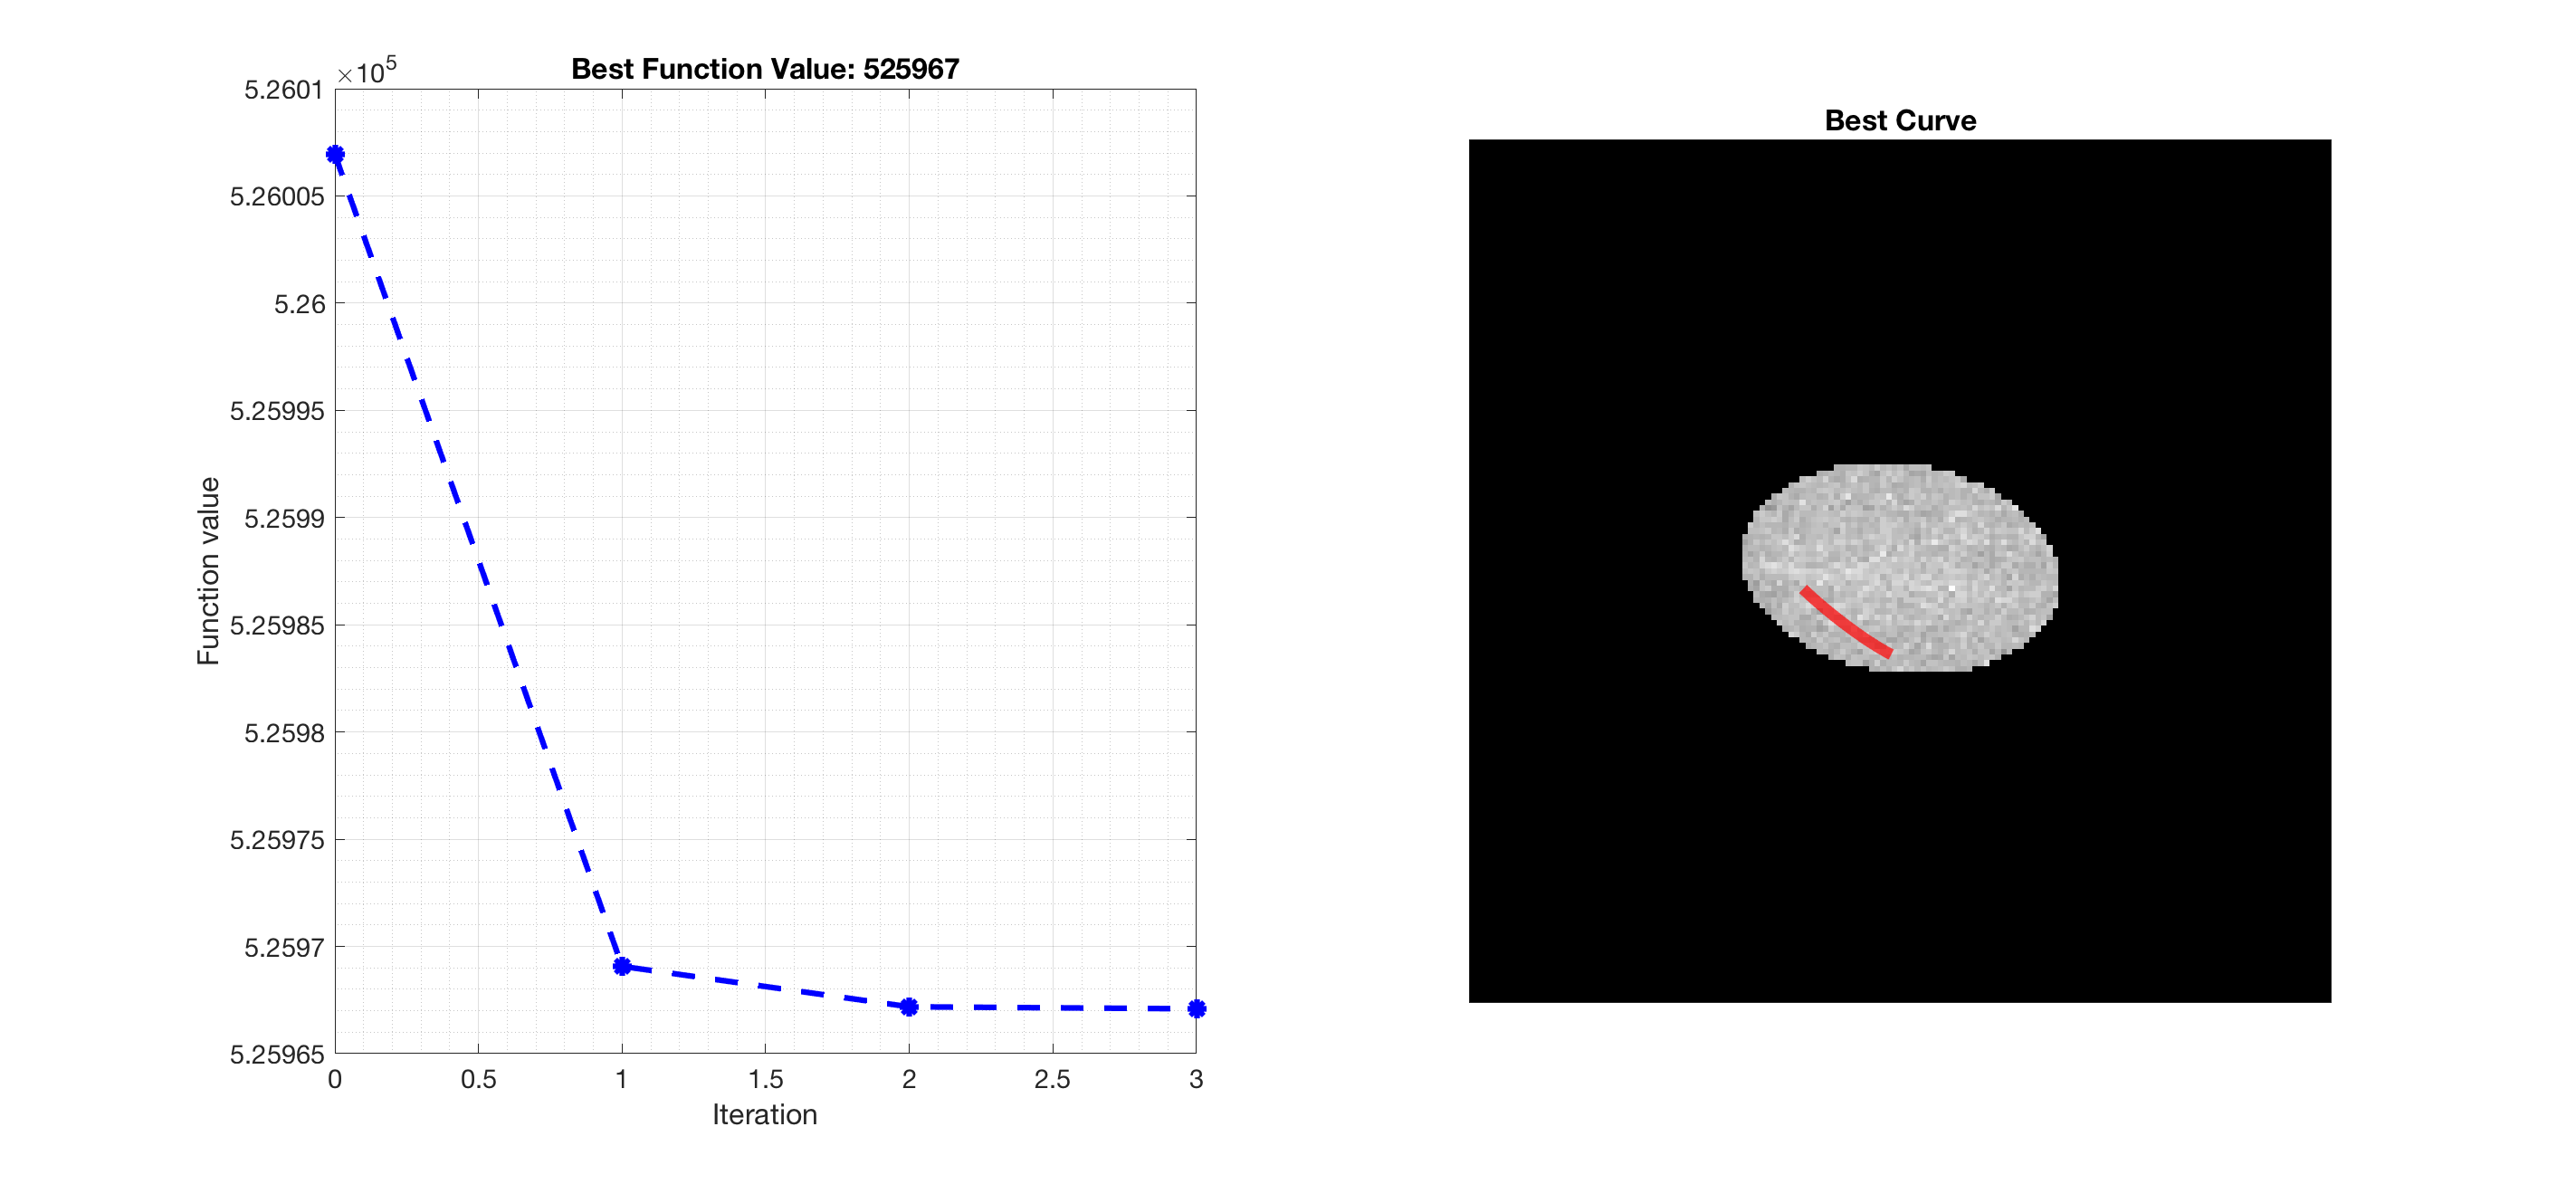 Best Function Value: 525967
×10^5
5.2601
5.26005
5.26
5.25995
5.2599
5.25985
5.2598
5.25975
5.2597
5.25965
Function value
0 0.5 1 1.5 2 2.5 3
Iteration
Best Curve